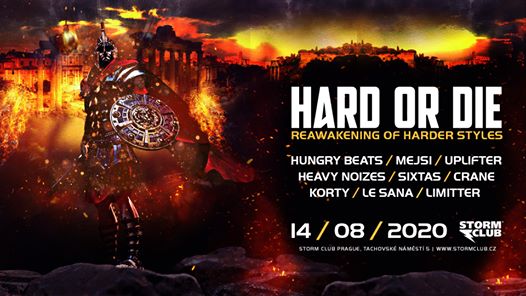 HARD OR DIE
REAWAKENING OF HARDER STYLES
HUNGRY BEATS / MEJSI / UPLIFTER
HEAVY NOIZES / SIXTAS / CRANE
KORTY / LE SANA / LIMITTER
14 / 08 / 2020
STORM
CLUB
STORM CLUB PRAGUE, TACHOVSKÉ NÁMĚSTÍ 5 | WWW.STORMCLUB.CZ